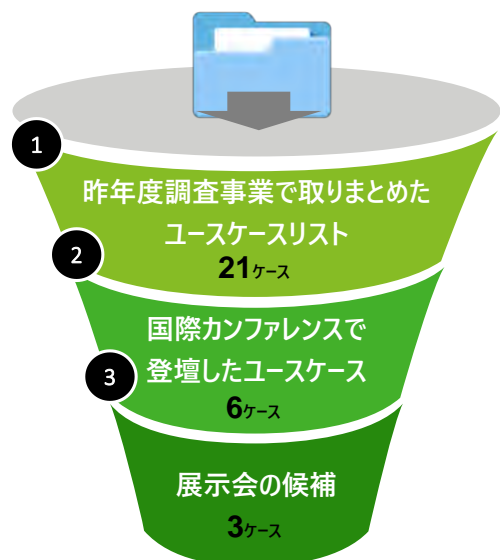 1
昨年度調査事業で取りまとめた
ユースケースリスト
2
21ケース
国際カンファレンスで
3
登壇したユースケース
6ケース
展示会の候補
3ケース